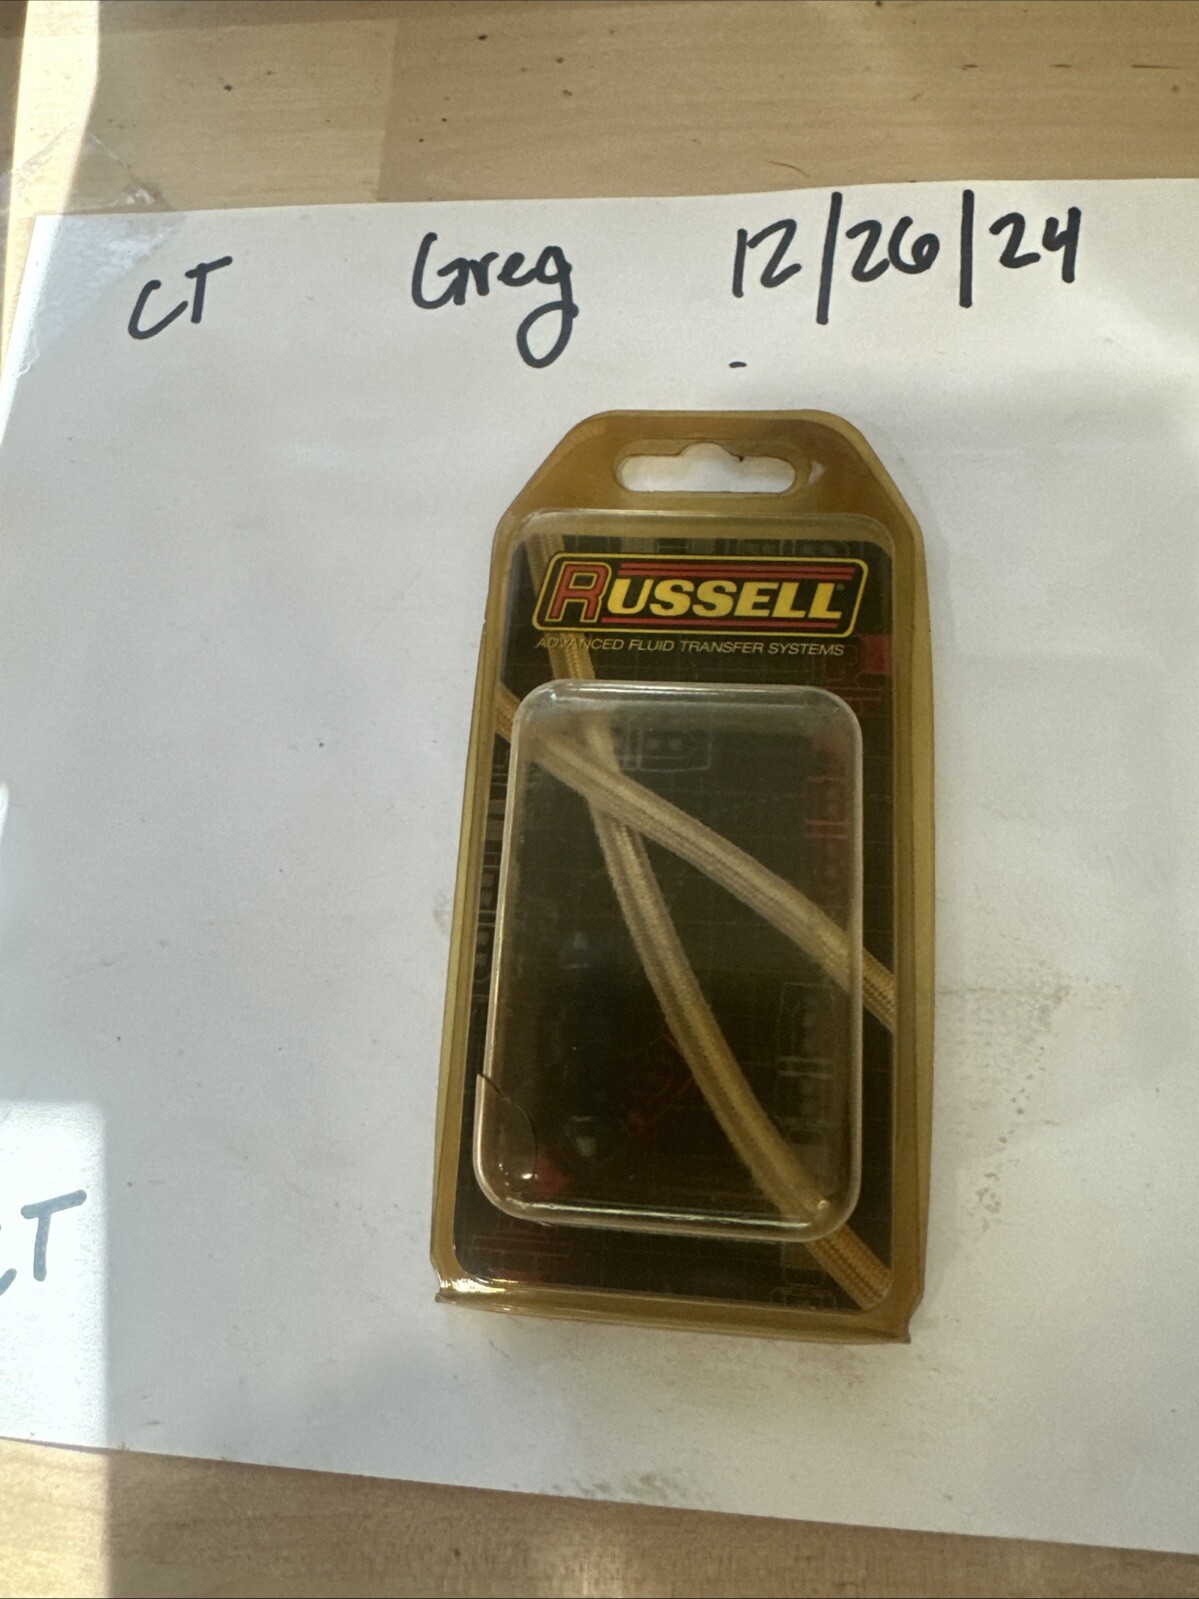 CT Greg 12/26/24
RUSSELL
ADVANCED FLUID TRANSFER SYSTEMS
CT